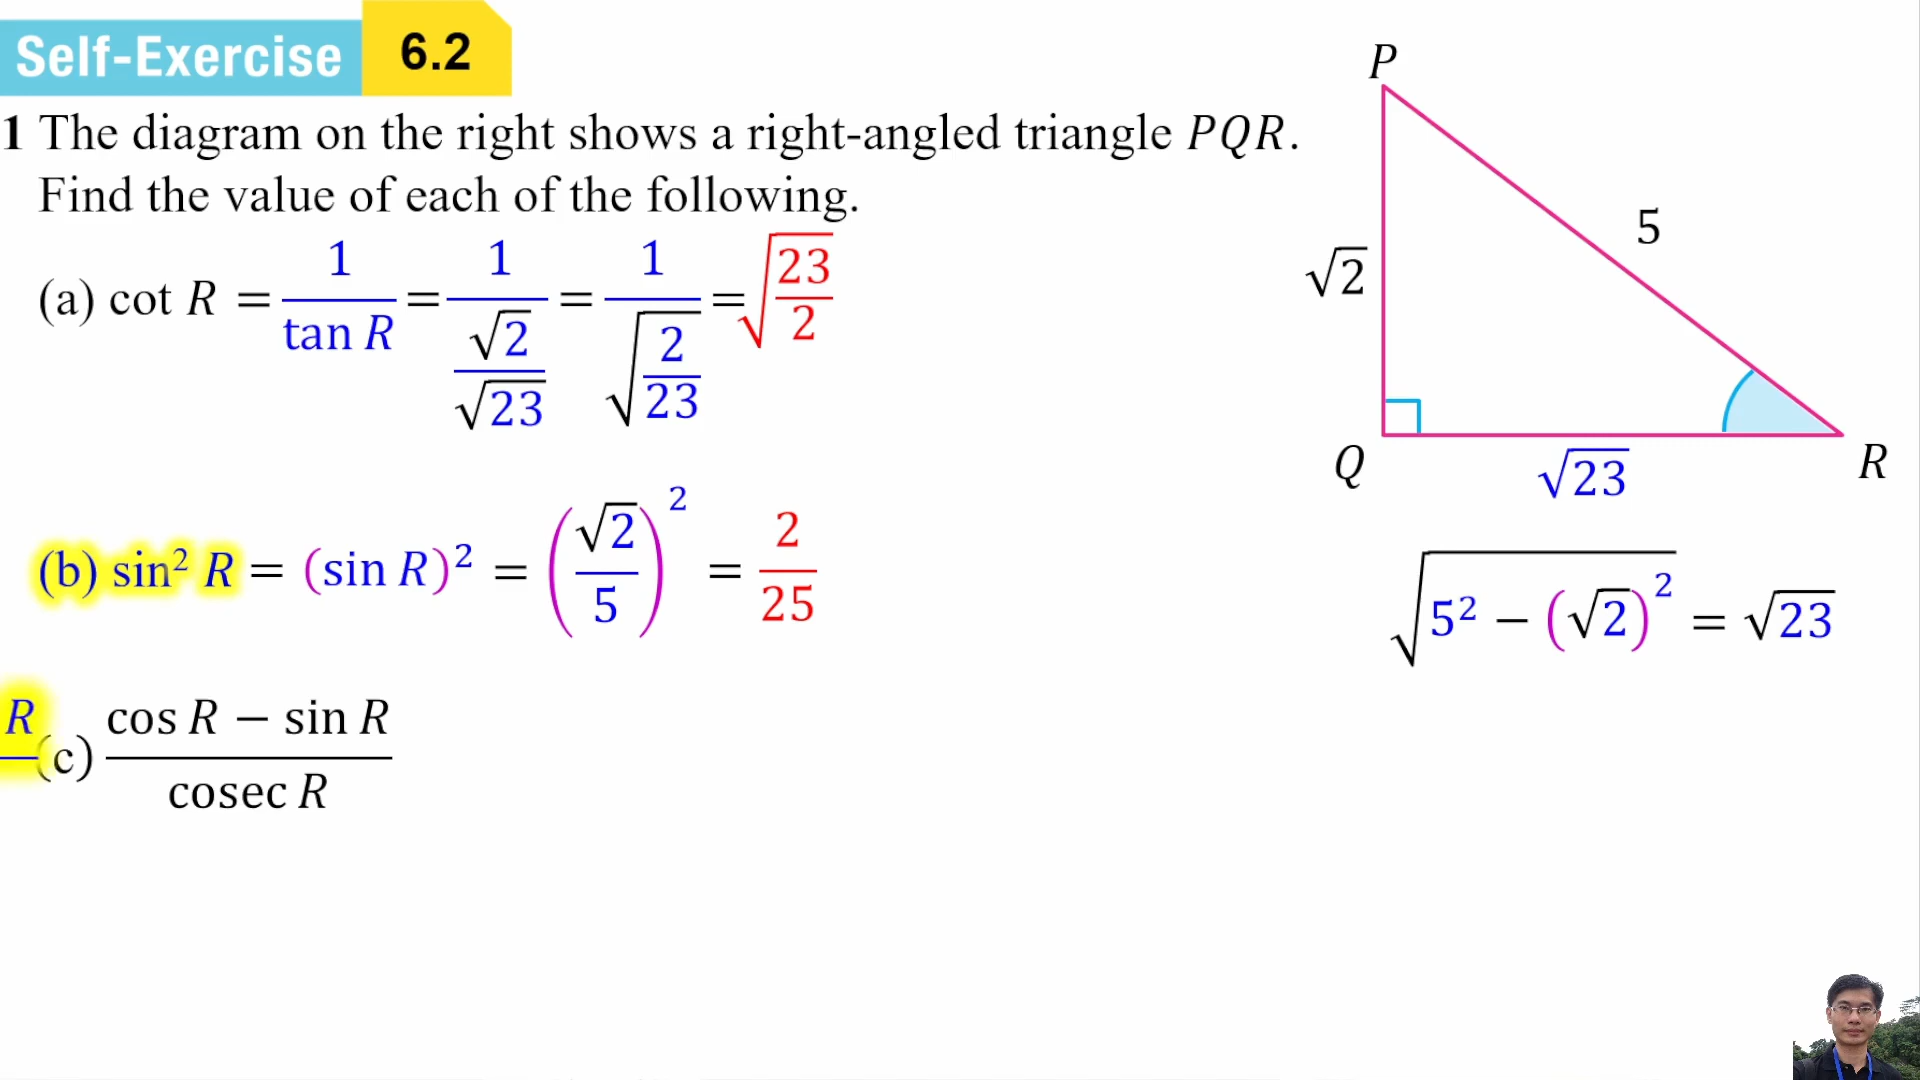 Self-Exercise 6.2
1 The diagram on the right shows a right-angled triangle PQR.
Find the value of each of the following.
(a) cot R = 1/tan R = 1/(√2/√23) = 1/√(2/23) = √(23/2)
(b) sin² R = (sin R)² = (√2/5)² = 2/25
R
(c) (cos R − sin R)/cosec R
P
√2
5
Q
√23
R
√(5² − (√2)²) = √23